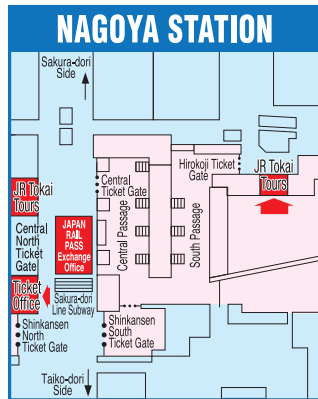 NAGOYA STATION
Sakura-dori
Side
Hirokoji Ticket
Gate
JR Tokai
Tours
JR Tokai
Tours
Central
Ticket Gate
Central Passage
South Passage
Central
North
Ticket
Gate
JAPAN
RAIL
PASS
Exchange
Office
Ticket
Office
Sakura-dori
Line Subway
Shinkansen
North
Ticket Gate
Shinkansen
South
Ticket Gate
Taiko-dori
Side